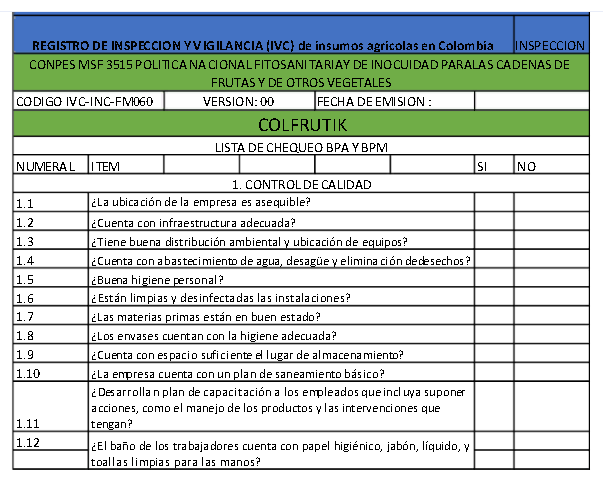 REGISTRO DE INSPECCION Y VIGILANCIA (IVC) de insumos agricolas en Colombia INSPECCION
CONPES MSF 3515 POLITICA NACIONAL FITOSANITARIAY DE INOCUIDAD PARALAS CADENAS DE
FRUTAS Y DE OTROS VEGETALES
CODIGO IVC-INC-FM060 VERSION: 00 FECHA DE EMISION :
COLFRUTIK
LISTA DE CHEQUEO BPA Y BPM
NUMERAL ITEM SI NO
1. CONTROL DE CALIDAD
1.1 ¿La ubicación de la empresa es asequible?
1.2 ¿Cuenta con infraestructura adecuada?
1.3 ¿Tiene buena distribución ambiental y ubicación de equipos?
1.4 ¿Cuenta con abastecimiento de agua, desagüe y eliminación dedesechos?
1.5 ¿Buena higiene personal?
1.6 ¿Están limpias y desinfectadas las instalaciones?
1.7 ¿Las materias primas están en buen estado?
1.8 ¿Los envases cuentan con la higiene adecuada?
1.9 ¿Cuenta con espacio suficiente el lugar de almacenamiento?
1.10 ¿La empresa cuenta con un plan de saneamiento básico?
¿Desarrollan plan de capacitación a los empleados que incluya suponer
acciones, como el manejo de los productos y las intervenciones que
1.11 tengan?
1.12 ¿El baño de los trabajadores cuenta con papel higiénico, jabón, líquido, y
toallas limpias para las manos?